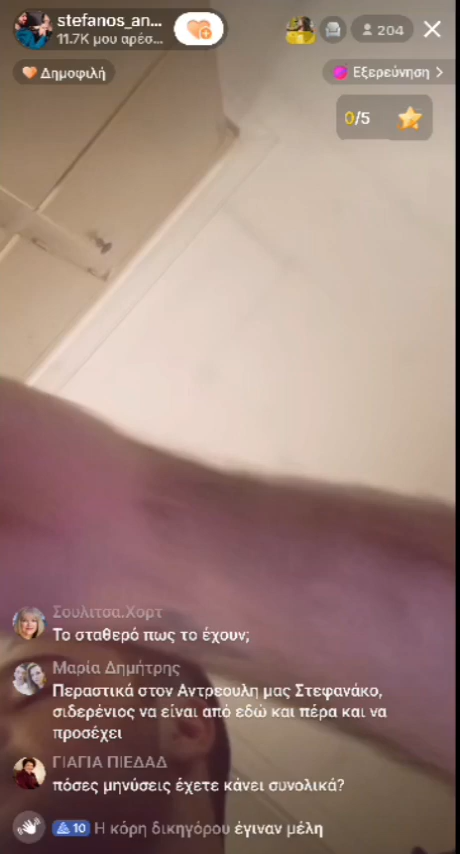 stefanos_an...
11.7K μου αρέσ...
204
Δημοφιλή
Εξερεύνηση >
0/5
Σουλιτσα.Χορτ
Το σταθερό πως το έχουν;
Μαρία Δημήτρης
Περαστικά στον Αντρεουλη μας Στεφανάκο,
σιδερένιος να είναι από εδώ και πέρα και να
προσέχει
ΓΙΑΓΙΑ ΠΙΕΔΑΔ
πόσες μηνύσεις έχετε κάνει συνολικά?
10 Η κόρη δικηγόρου έγιναν μέλη